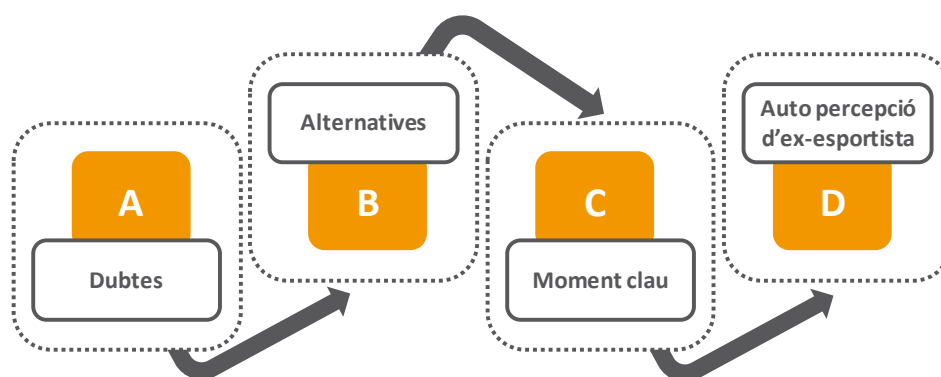 A
Dubtes
Alternatives
B
C
Moment clau
Auto percepció
d'ex-esportista
D